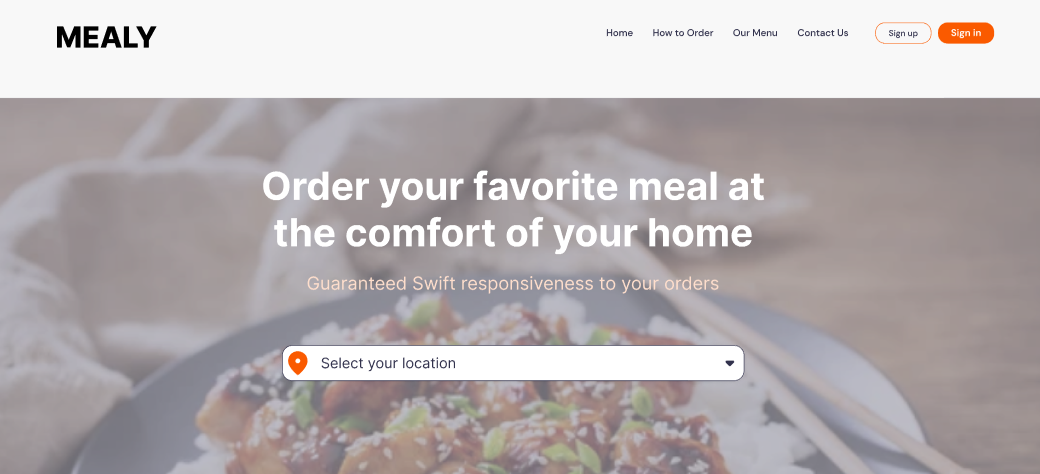 MEALY
Home
How to Order
Our Menu
Contact Us
Sign up
Sign in
Order your favorite meal at
the comfort of your home
Guaranteed Swift responsiveness to your orders
Select your location